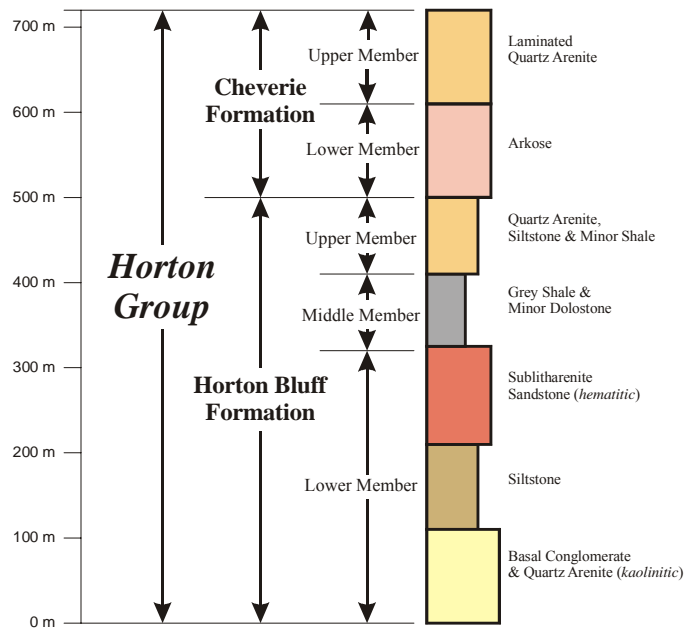 700 m
600 m
500 m
400 m
300 m
200 m
100 m
0 m
Horton
Group
Cheverie
Formation
Horton Bluff
Formation
Upper Member
Lower Member
Upper Member
Middle Member
Lower Member
Laminated
Quartz Arenite
Arkose
Quartz Arenite,
Siltstone & Minor Shale
Grey Shale &
Minor Dolostone
Sublitharenite
Sandstone (hematitic)
Siltstone
Basal Conglomerate
& Quartz Arenite (kaolinitic)